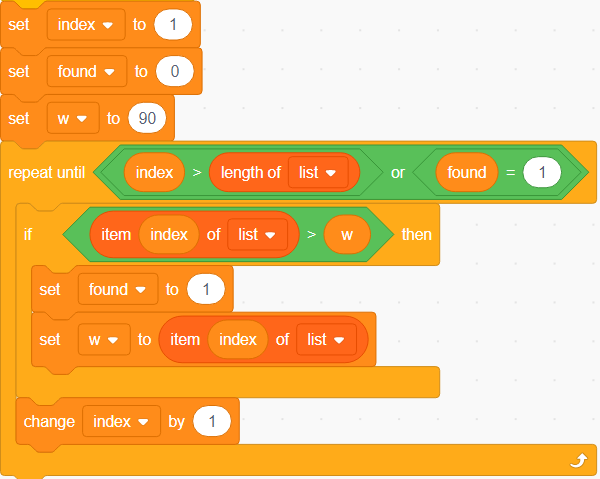 set index to 1
set found to 0
set w to 90
repeat until index > length of list or found = 1
if item index of list > w then
set found to 1
set w to item index of list
change index by 1